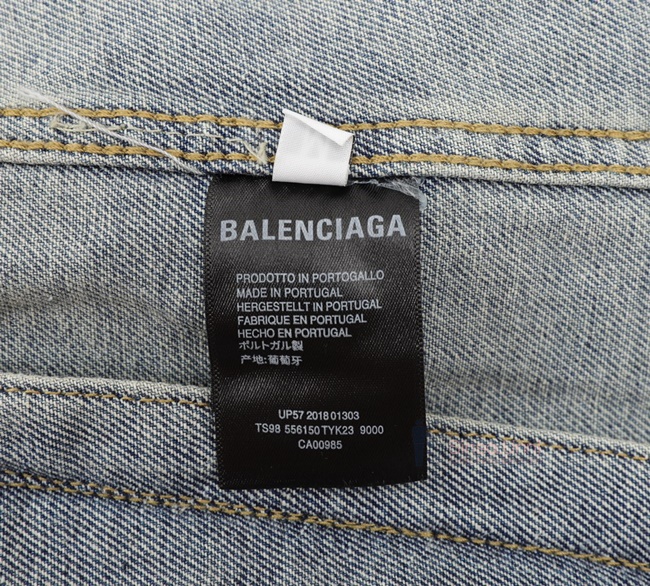 BALENCIAGA
PRODOTTO IN PORTOGALLO
MADE IN PORTUGAL
HERGESTELLT IN PORTUGAL
FABRIQUE EN PORTUGAL
HECHO EN PORTUGAL
ポルトガル製
产地:葡萄牙
UP57 2018 01303
TS98 556150 TYK23 9000
CA00985